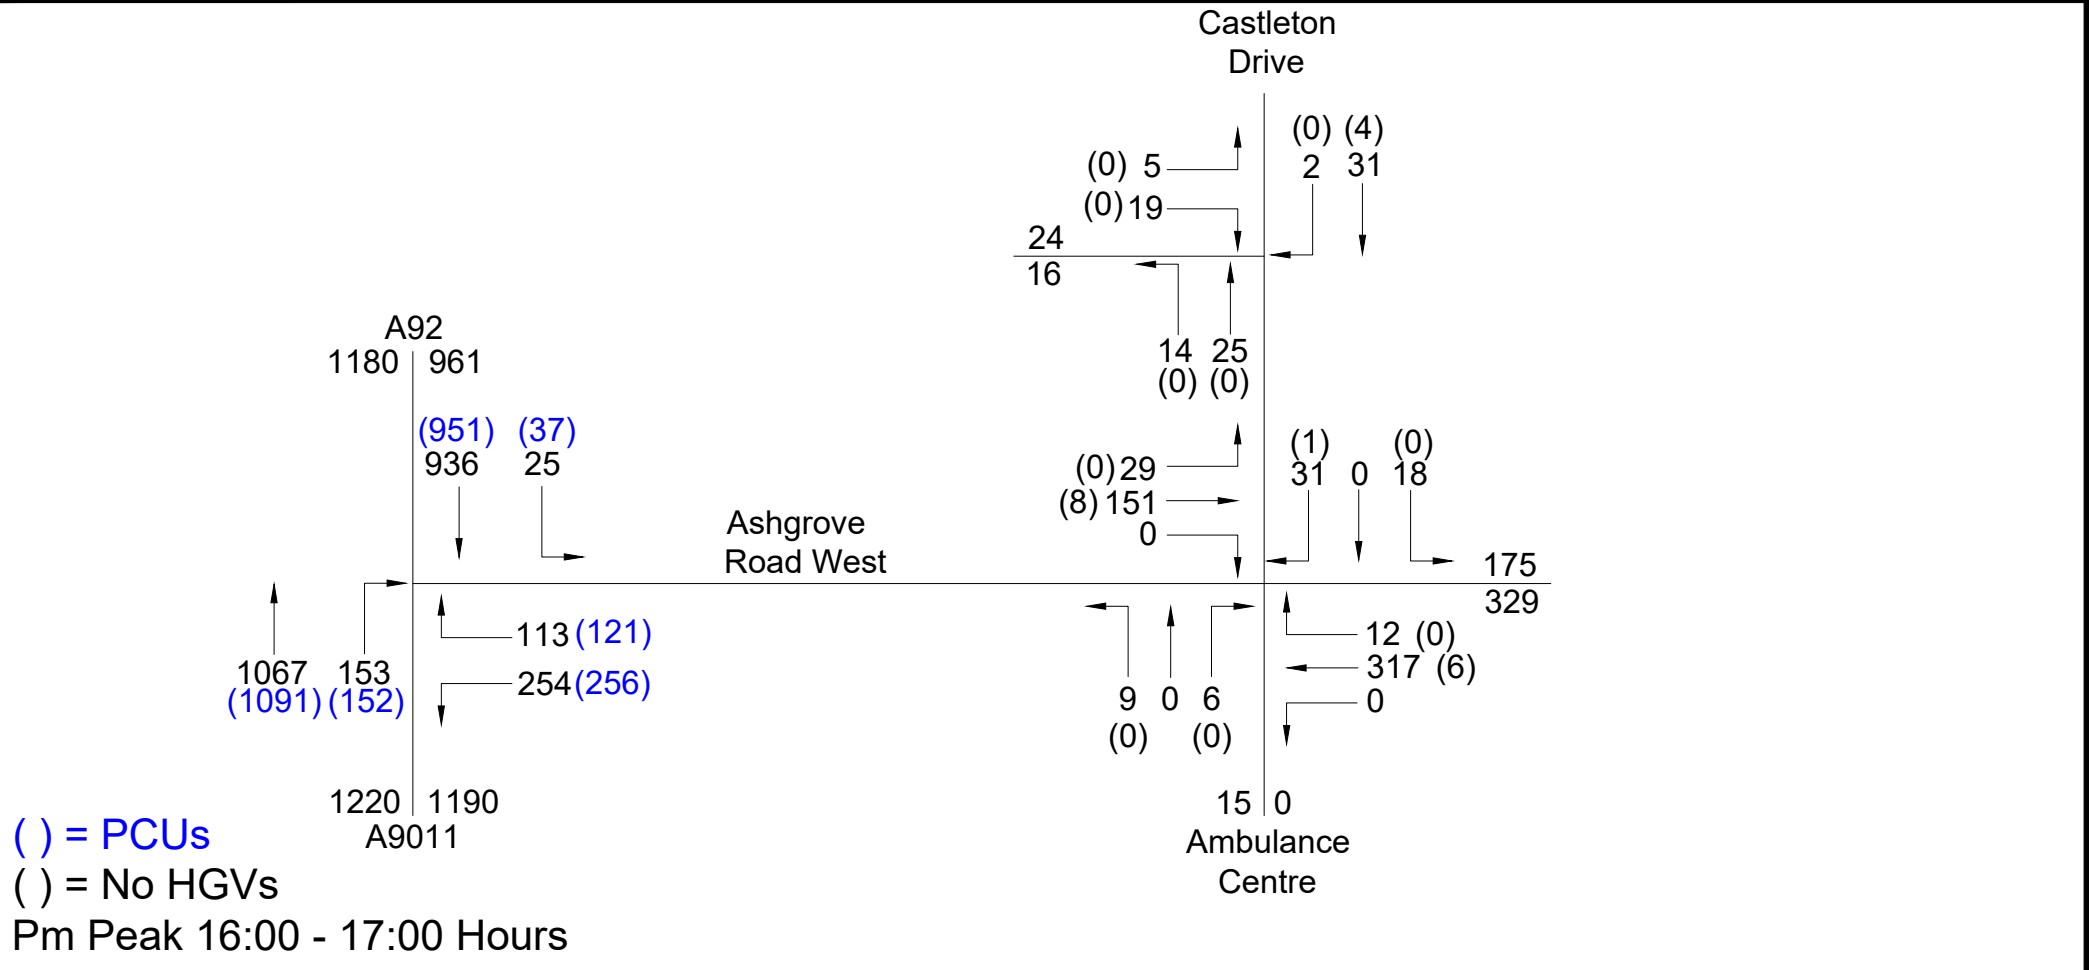 Castleton
Drive
(0) (4)
(0) 5
2 31
(0) 19
24
16
A92
14 25
1180 961
(0) (0)
(951) (37)
(1) (0)
936 25
(0) 29
31 0 18
(8) 151
Ashgrove
0
Road West
175
329
113 (121)
12 (0)
1067 153
317 (6)
(1091) (152)
254 (256)
9 0 6
0
(0) (0)
1220 1190
15 0
( ) = PCUs
A9011
Ambulance
( ) = No HGVs
Centre
Pm Peak 16:00 - 17:00 Hours